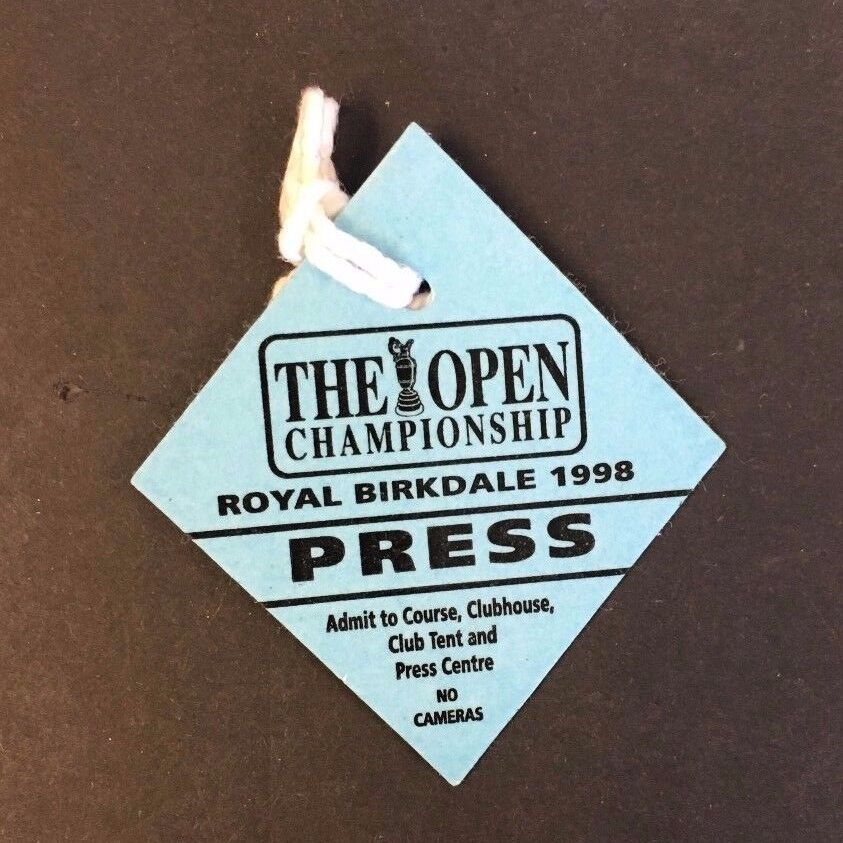 THE OPEN
CHAMPIONSHIP
ROYAL BIRKDALE 1998
PRESS
Admit to Course, Clubhouse,
Club Tent and
Press Centre
NO
CAMERAS